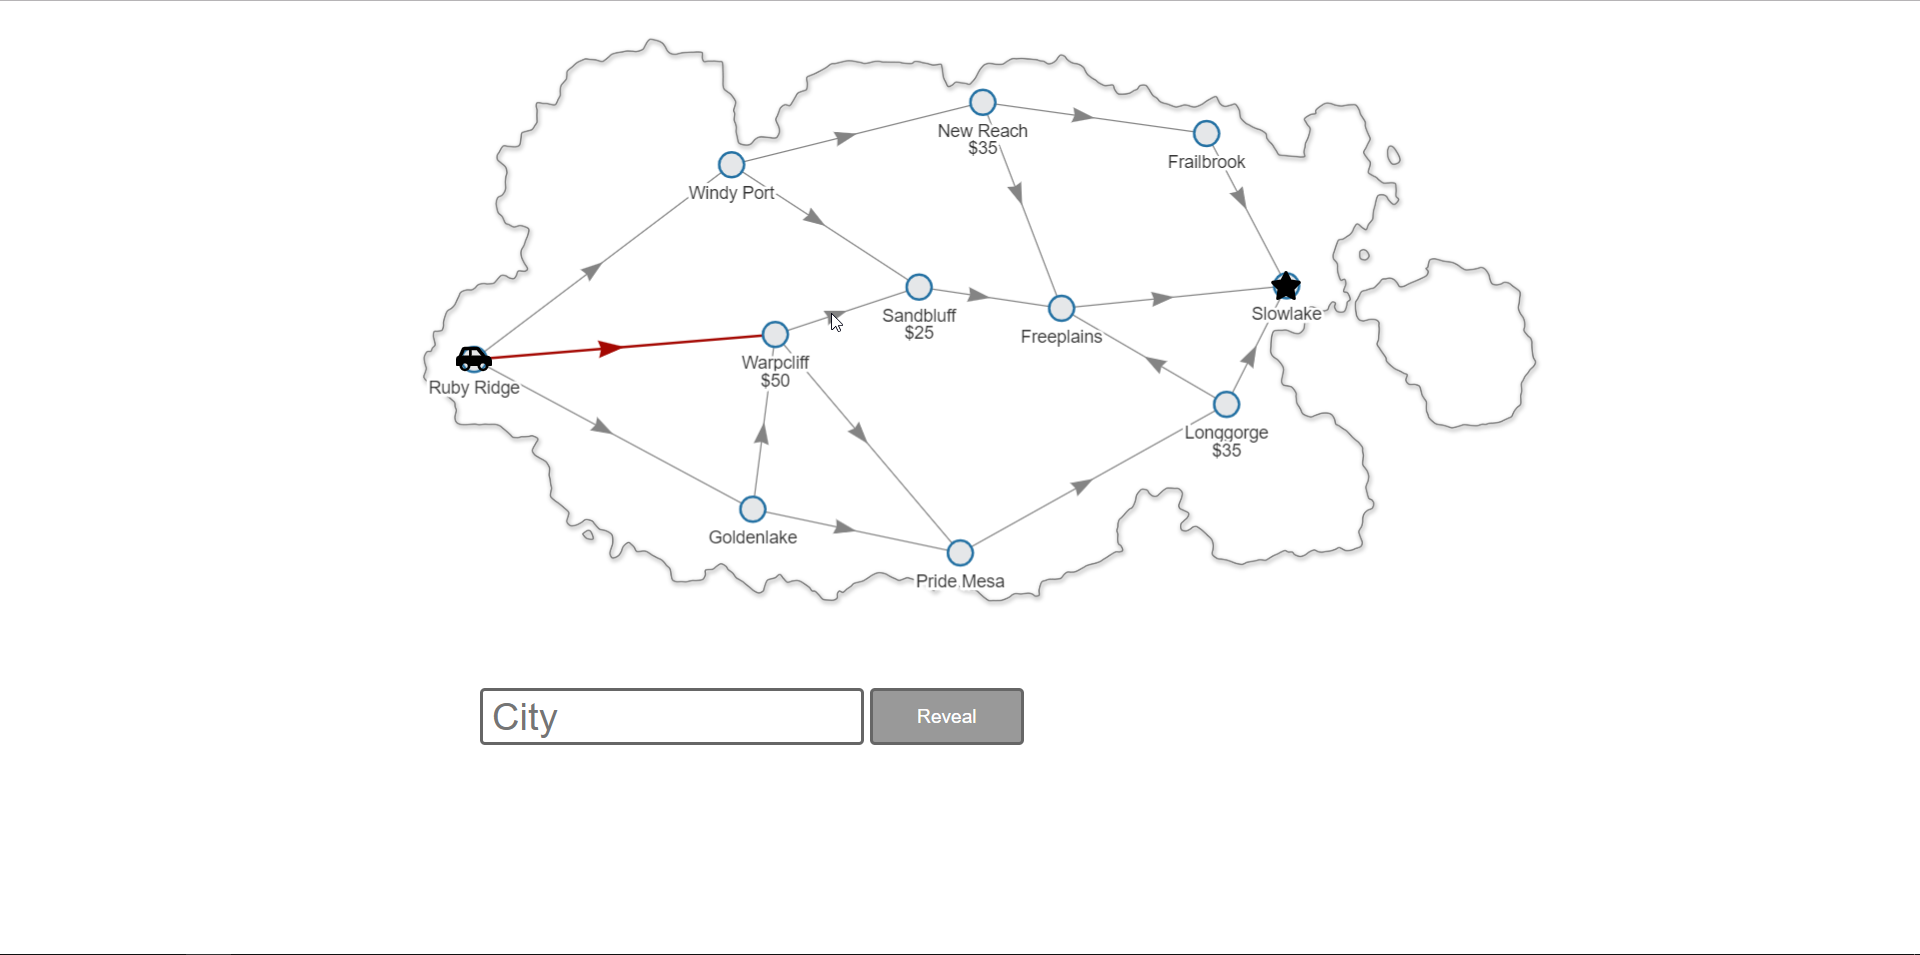 New Reach
$35
Frailbrook
Windy Port
Sandbluff
$25
Slowlake
Freeplains
Warpcliff
$50
Ruby Ridge
Longgorge
$35
Goldenlake
Pride Mesa
City
Reveal